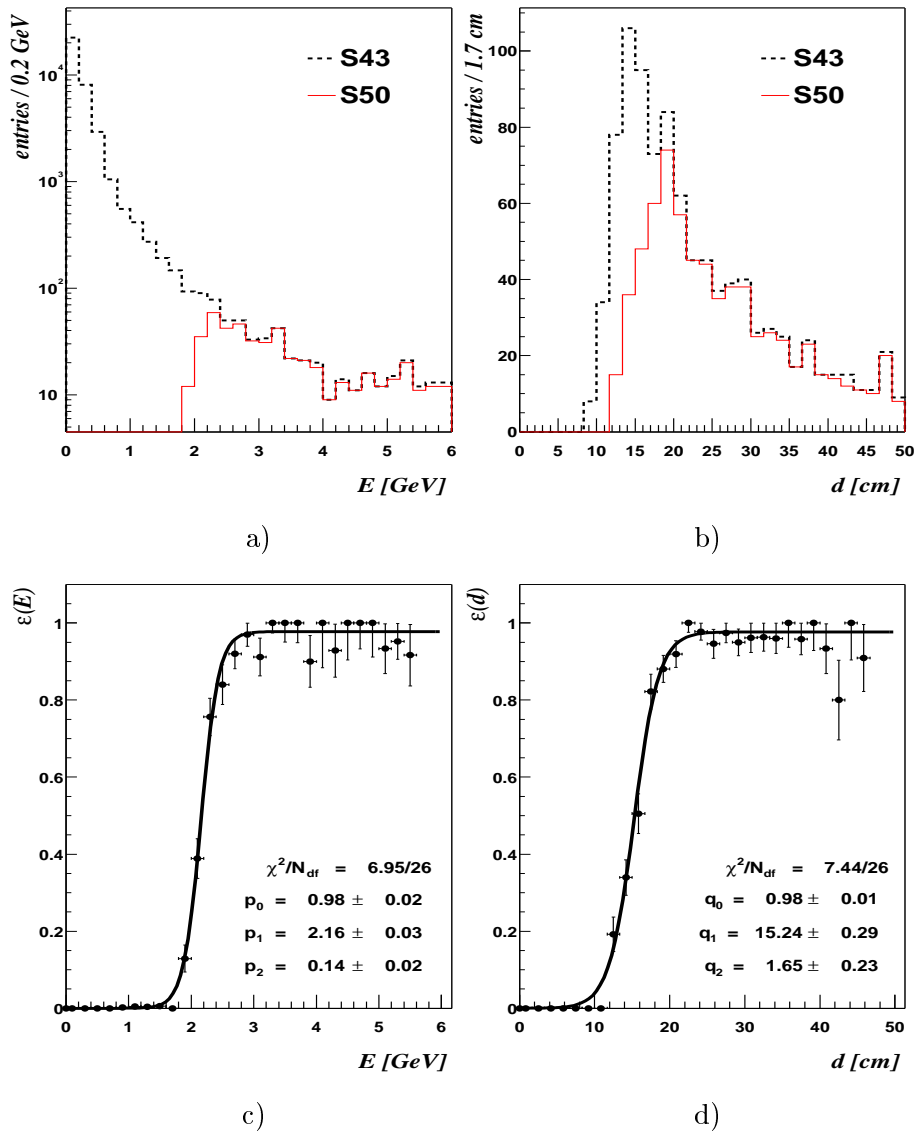 entries / 0.2 GeV
10^4
10^3
10^2
10
S43
S50
0 1 2 3 4 5 6
E [GeV]
a)
entries / 1.7 cm
100
80
60
40
20
0
S43
S50
0 5 10 15 20 25 30 35 40 45 50
d [cm]
b)
ε(E)
1
0.8
0.6
0.4
0.2
0
χ²/N_df = 6.95/26
p₀ = 0.98 ± 0.02
p₁ = 2.16 ± 0.03
p₂ = 0.14 ± 0.02
0 1 2 3 4 5 6
E [GeV]
c)
ε(d)
1
0.8
0.6
0.4
0.2
0
χ²/N_df = 7.44/26
q₀ = 0.98 ± 0.01
q₁ = 15.24 ± 0.29
q₂ = 1.65 ± 0.23
0 10 20 30 40 50
d [cm]
d)